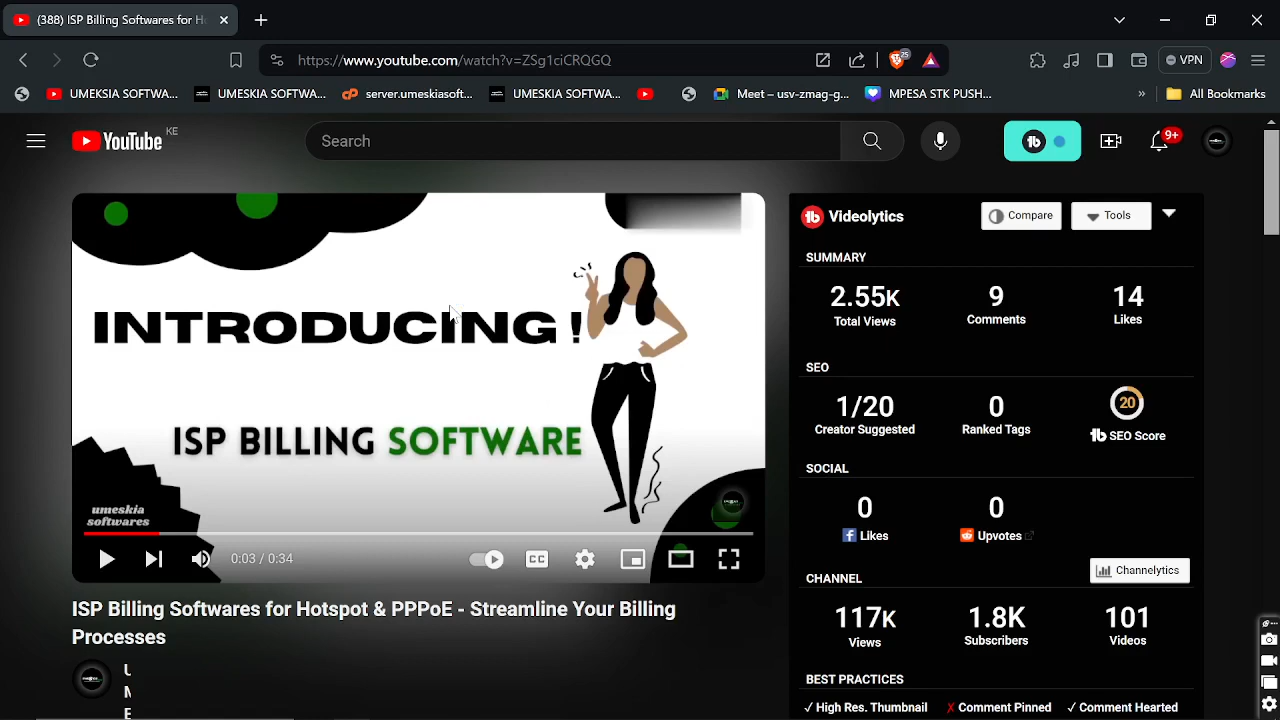 (388) ISP Billing Softwares for H
https://www.youtube.com/watch?v=ZSg1ciCRQGQ
25
VPN
UMEKSIA SOFTWA...
UMESKIA SOFTWA...
server.umeskiasoft...
UMESKIA SOFTWA...
Meet – usv-zmag-g...
MPESA STK PUSH...
»
All Bookmarks
YouTube KE
Search
9+
INTRODUCING !
ISP BILLING SOFTWARE
umeskia
softwares
0:03 / 0:34
CC
ISP Billing Softwares for Hotspot & PPPoE - Streamline Your Billing
Processes
U
M
E
Videolytics
Compare
Tools
SUMMARY
2.55K 9 14
Total Views Comments Likes
SEO
1/20 0 20
Creator Suggested Ranked Tags SEO Score
SOCIAL
0 0
Likes Upvotes
CHANNEL
Channelytics
117K 1.8K 101
Views Subscribers Videos
BEST PRACTICES
✓ High Res. Thumbnail ✗ Comment Pinned ✓ Comment Hearted